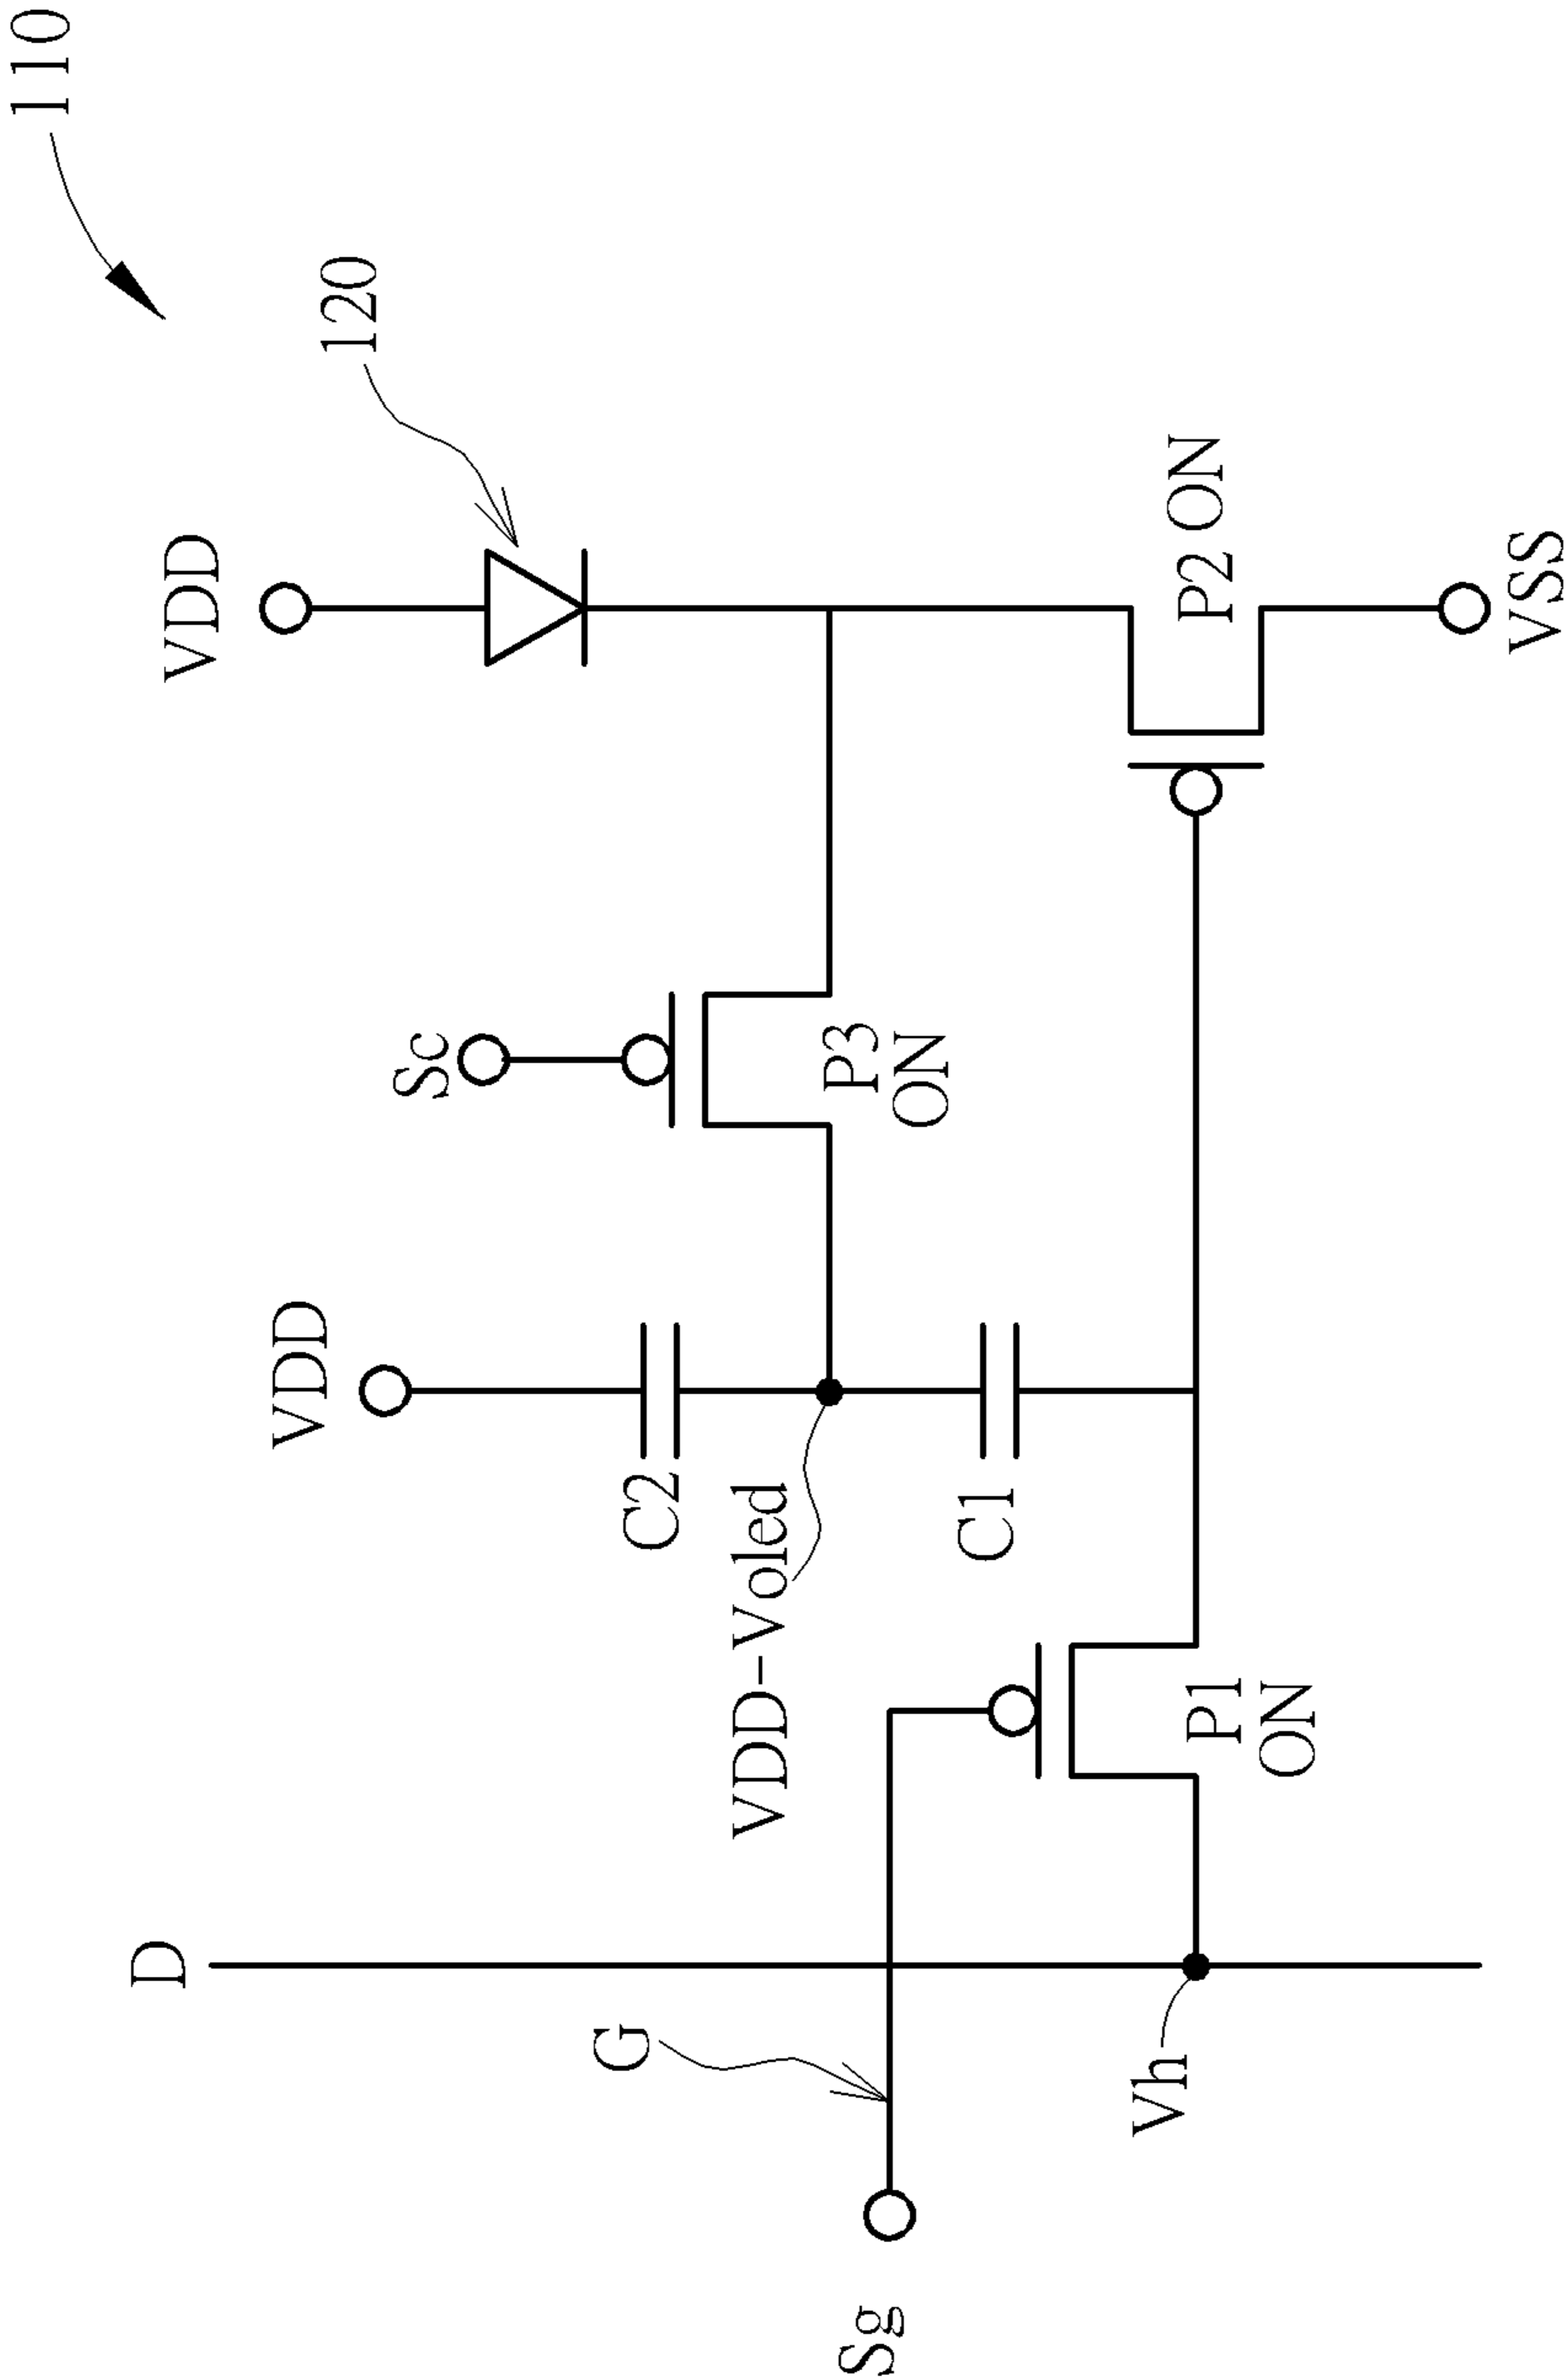 110
120
VDD
P2 ON
VSS
Sc
P3
ON
VDD
C2
VDD-Voled
C1
P1
ON
D
G
Vh
Sg